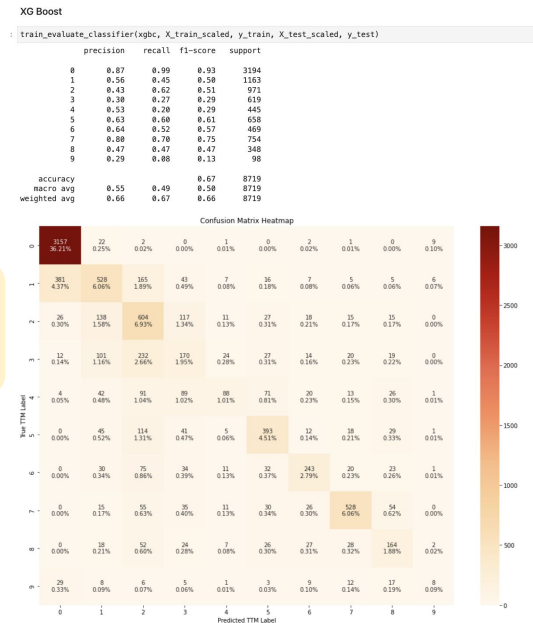 XG Boost
: train_evaluate_classifier(xgbc, X_train_scaled, y_train, X_test_scaled, y_test)
precision recall f1-score support
0 0.87 0.99 0.93 3194
1 0.56 0.45 0.50 1163
2 0.43 0.62 0.51 971
3 0.30 0.27 0.29 619
4 0.53 0.20 0.29 445
5 0.63 0.60 0.61 658
6 0.64 0.52 0.57 469
7 0.80 0.70 0.75 754
8 0.47 0.47 0.47 348
9 0.29 0.08 0.13 98
accuracy 0.67 8719
macro avg 0.55 0.49 0.50 8719
weighted avg 0.66 0.67 0.66 8719
Confusion Matrix Heatmap
0 3157 22 2 0 1 0 2 1 0 9
36.21% 0.25% 0.02% 0.00% 0.01% 0.00% 0.02% 0.01% 0.00% 0.10%
1 381 528 165 43 7 16 7 5 5 6
4.37% 6.06% 1.89% 0.49% 0.08% 0.18% 0.08% 0.06% 0.06% 0.07%
2 26 138 604 117 11 27 18 15 15 0
0.30% 1.58% 6.93% 1.34% 0.13% 0.31% 0.21% 0.17% 0.17% 0.00%
3 12 101 232 170 24 27 14 20 19 0
0.14% 1.16% 2.66% 1.95% 0.28% 0.31% 0.16% 0.23% 0.22% 0.00%
4 4 42 91 89 88 71 20 13 26 1
0.05% 0.48% 1.04% 1.02% 1.01% 0.81% 0.23% 0.15% 0.30% 0.01%
5 0 45 114 41 5 393 12 18 29 1
0.00% 0.52% 1.31% 0.47% 0.06% 4.51% 0.14% 0.21% 0.33% 0.01%
6 0 30 75 34 11 32 243 20 23 1
0.00% 0.34% 0.86% 0.39% 0.13% 0.37% 2.79% 0.23% 0.26% 0.01%
7 0 15 55 35 11 30 26 528 54 0
0.00% 0.17% 0.63% 0.40% 0.13% 0.34% 0.30% 6.06% 0.62% 0.00%
8 0 18 52 24 7 26 27 28 164 2
0.00% 0.21% 0.60% 0.28% 0.08% 0.30% 0.31% 0.32% 1.88% 0.02%
9 29 8 6 5 1 3 9 12 17 8
0.33% 0.09% 0.07% 0.06% 0.01% 0.03% 0.10% 0.14% 0.19% 0.09%
0 1 2 3 4 5 6 7 8 9
Predicted TTM Label
True TTM Label
3000
2500
2000
1500
1000
500
0